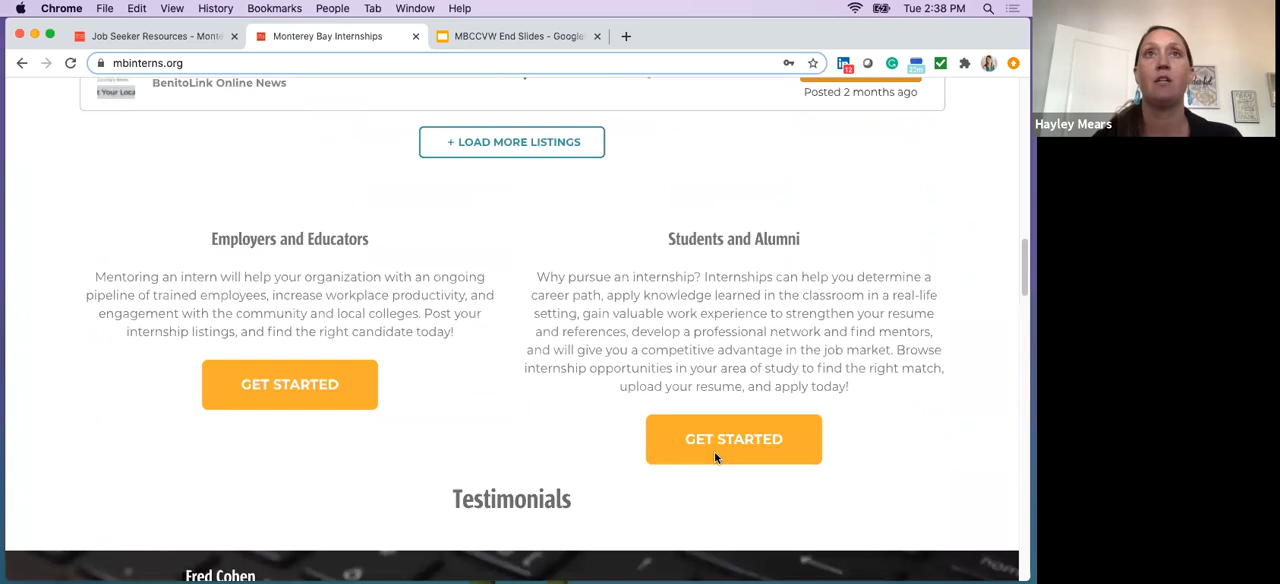 Chrome File Edit View History Bookmarks People Tab Window Help Tue 2:38 PM
Job Seeker Resources - Monte Monterey Bay Internships MBCCVW End Slides - Google
mbinterns.org
12
BenitoLink Online News
Your Loca
Posted 2 months ago
+ LOAD MORE LISTINGS
Employers and Educators
Mentoring an intern will help your organization with an ongoing
pipeline of trained employees, increase workplace productivity, and
engagement with the community and local colleges. Post your
internship listings, and find the right candidate today!
GET STARTED
Students and Alumni
Why pursue an internship? Internships can help you determine a
career path, apply knowledge learned in the classroom in a real-life
setting, gain valuable work experience to strengthen your resume
and references, develop a professional network and find mentors,
and will give you a competitive advantage in the job market. Browse
internship opportunities in your area of study to find the right match,
upload your resume, and apply today!
GET STARTED
Testimonials
Fred Cohen
Hayley Mears